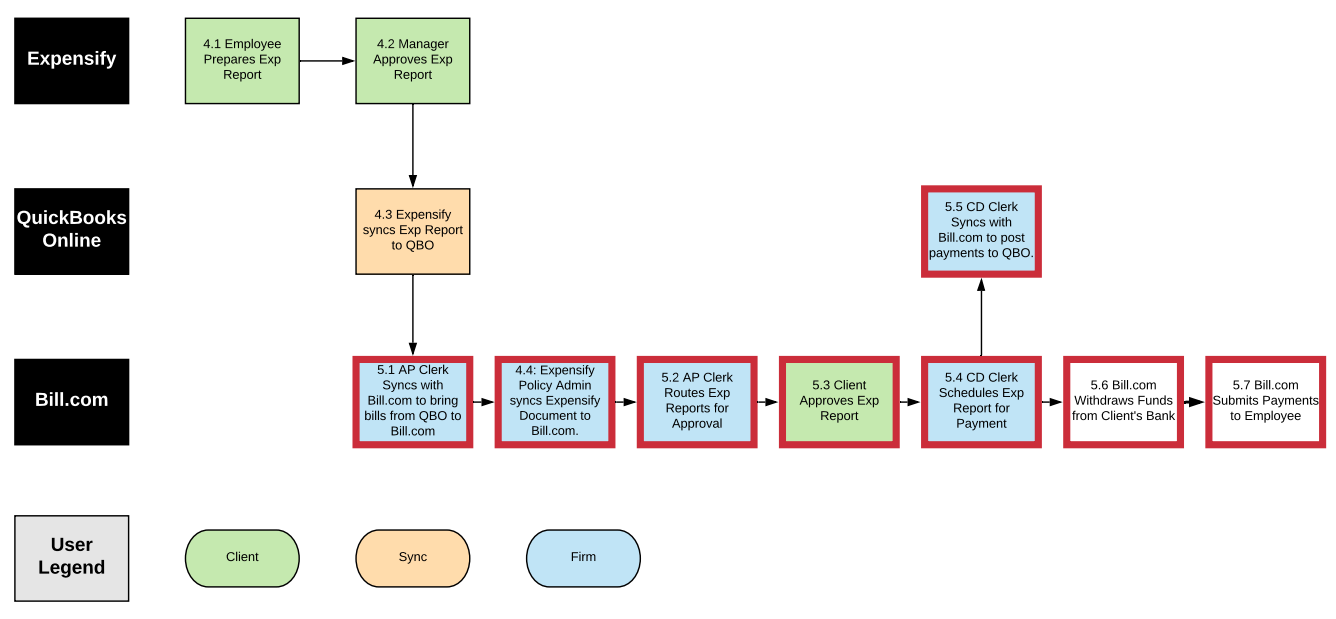 Expensify
4.1 Employee
Prepares Exp
Report
4.2 Manager
Approves Exp
Report
QuickBooks
Online
4.3 Expensify
syncs Exp Report
to QBO
5.5 CD Clerk
Syncs with
Bill.com to post
payments to QBO.
Bill.com
5.1 AP Clerk
Syncs with
Bill.com to bring
bills from QBO to
Bill.com
4.4: Expensify
Policy Admin
syncs Expensify
Document to
Bill.com.
5.2 AP Clerk
Routes Exp
Reports for
Approval
5.3 Client
Approves Exp
Report
5.4 CD Clerk
Schedules Exp
Report for
Payment
5.6 Bill.com
Withdraws Funds
from Client's Bank
5.7 Bill.com
Submits Payments
to Employee
User
Legend
Client
Sync
Firm